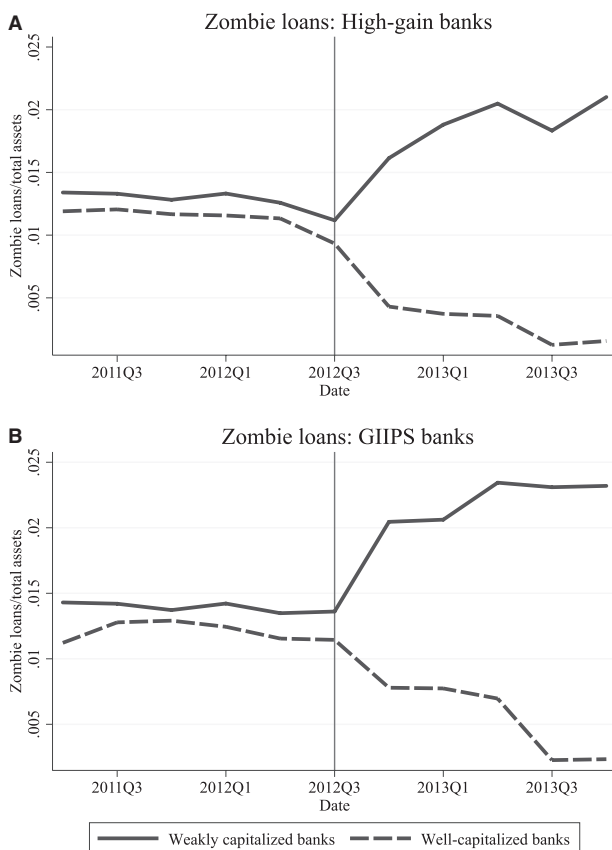 A
Zombie loans: High-gain banks
Zombie loans/total assets
.025
.02
.015
.01
.005
2011Q3 2012Q1 2012Q3 2013Q1 2013Q3
Date
B
Zombie loans: GIIPS banks
Zombie loans/total assets
.025
.02
.015
.01
.005
2011Q3 2012Q1 2012Q3 2013Q1 2013Q3
Date
Weakly capitalized banks Well-capitalized banks